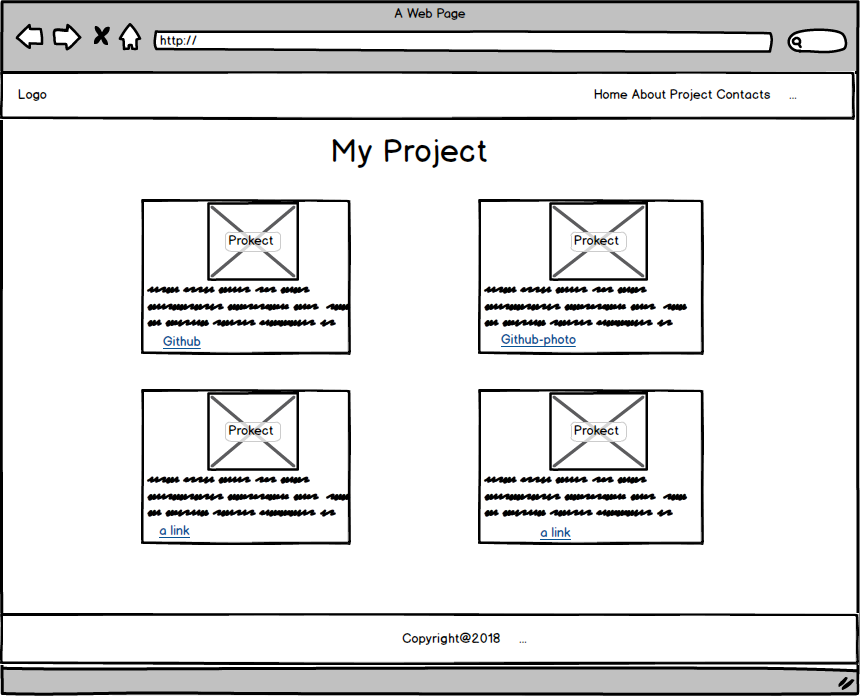 A Web Page
http://
Logo
Home About Project Contacts ...
My Project
Prokect
Github
Prokect
Github-photo
Prokect
a link
Prokect
a link
Copyright@2018 ...